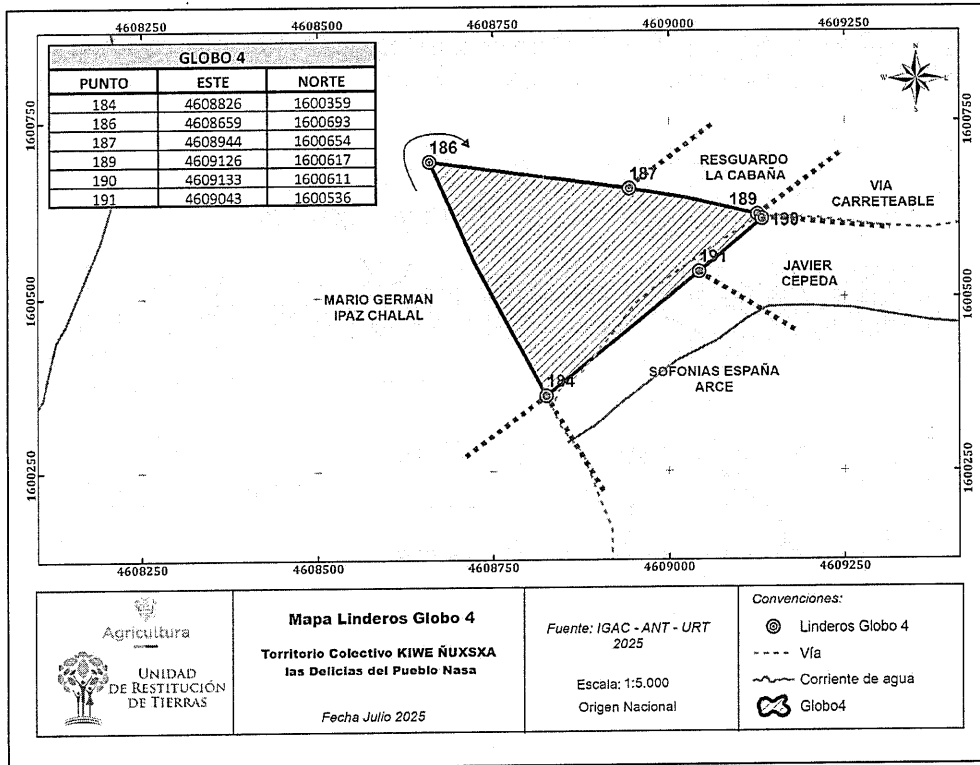 4608250 4608500 4608750 4609000 4609250
GLOBO 4
PUNTO ESTE NORTE
184 4608826 1600359
186 4608659 1600693
187 4608944 1600654
189 4609126 1600617
190 4609133 1600611
191 4609043 1600536
N
W E
S
1600750 1600750
186
187
RESGUARDO
LA CABAÑA
189
VIA
CARRETEABLE
190
191
JAVIER
CEPEDA
1600500 1600500
MARIO GERMAN
IPAZ CHALAL
184
SOFONIAS ESPAÑA
ARCE
1600250 1600250
4608250 4608500 4608750 4609000 4609250
Agricultura
UNIDAD
DE RESTITUCIÓN
DE TIERRAS
Mapa Linderos Globo 4
Territorio Colectivo KIWE ÑUXSXA
las Delicias del Pueblo Nasa
Fecha Julio 2025
Fuente: IGAC - ANT - URT
2025
Escala: 1:5.000
Origen Nacional
Convenciones:
Linderos Globo 4
Vía
Corriente de agua
Globo4